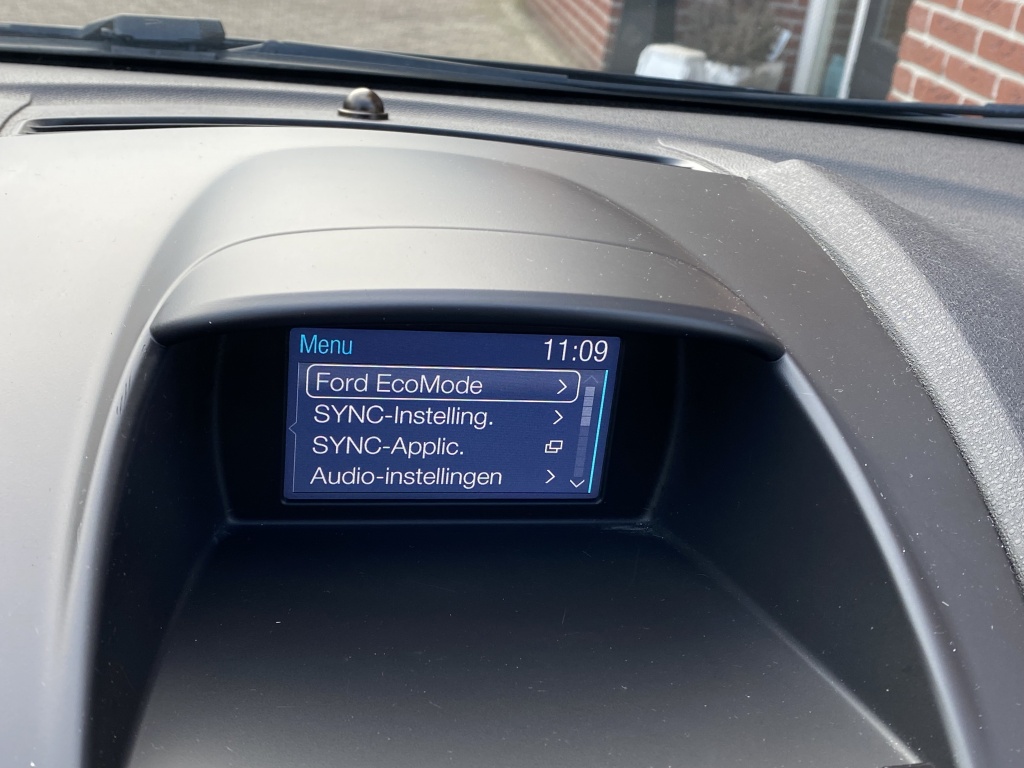 Menu 11:09
Ford EcoMode
SYNC-Instelling.
SYNC-Applic.
Audio-instellingen